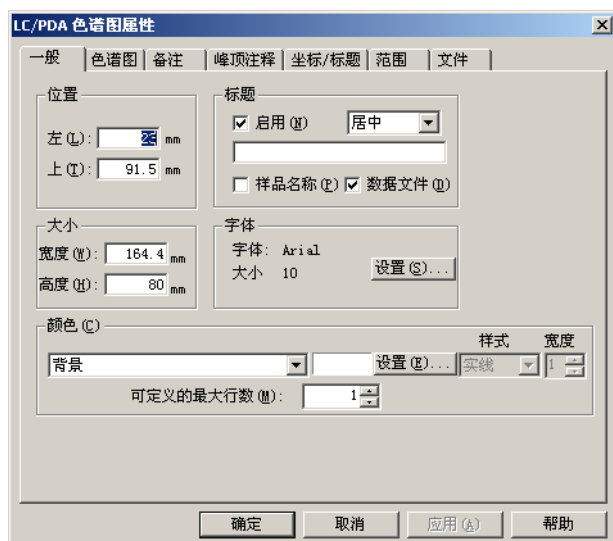 LC/PDA 色谱图属性
一般 色谱图 备注 峰顶注释 坐标/标题 范围 文件
位置
左(L): mm
上(T): 91.5 mm
标题
启用(N) 居中
样品名称(P) 数据文件(D)
大小
宽度(W): 164.4 mm
高度(H): 80 mm
字体
字体: Arial
大小 10 设置(S)...
颜色(C)
样式 宽度
背景 设置(E)... 实线 1
可定义的最大行数(M): 1
确定 取消 应用(A) 帮助